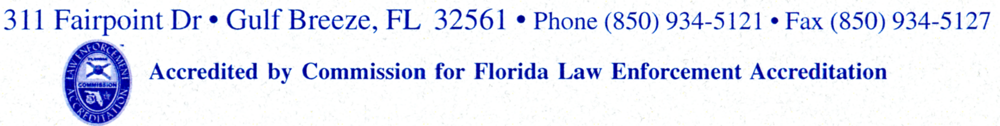 311 Fairpoint Dr • Gulf Breeze, FL 32561 • Phone (850) 934-5121 • Fax (850) 934-5127
LAW ENFORCEMENT
FLORIDA
COMMISSION
ACCREDITATION
™
Accredited by Commission for Florida Law Enforcement Accreditation